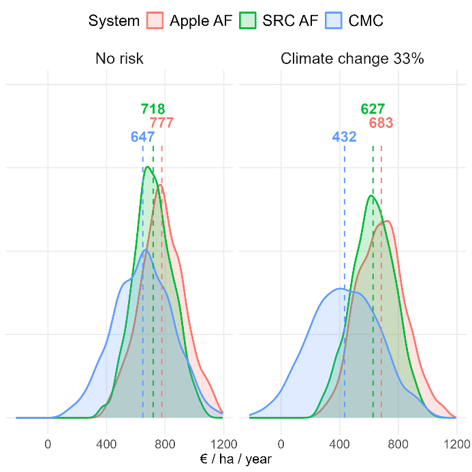 System Apple AF SRC AF CMC
No risk Climate change 33%
718 627
777 683
647 432
0 400 800 1200 0 400 800 1200
€ / ha / year